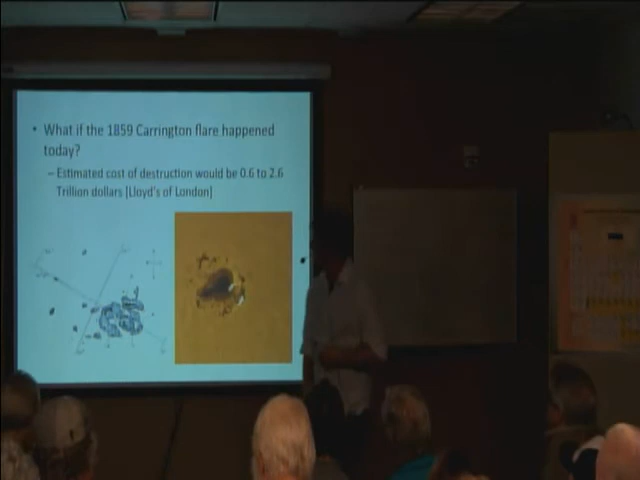 • What if the 1859 Carrington flare happened
today?
– Estimated cost of destruction would be 0.6 to 2.6
Trillion dollars [Lloyd's of London]